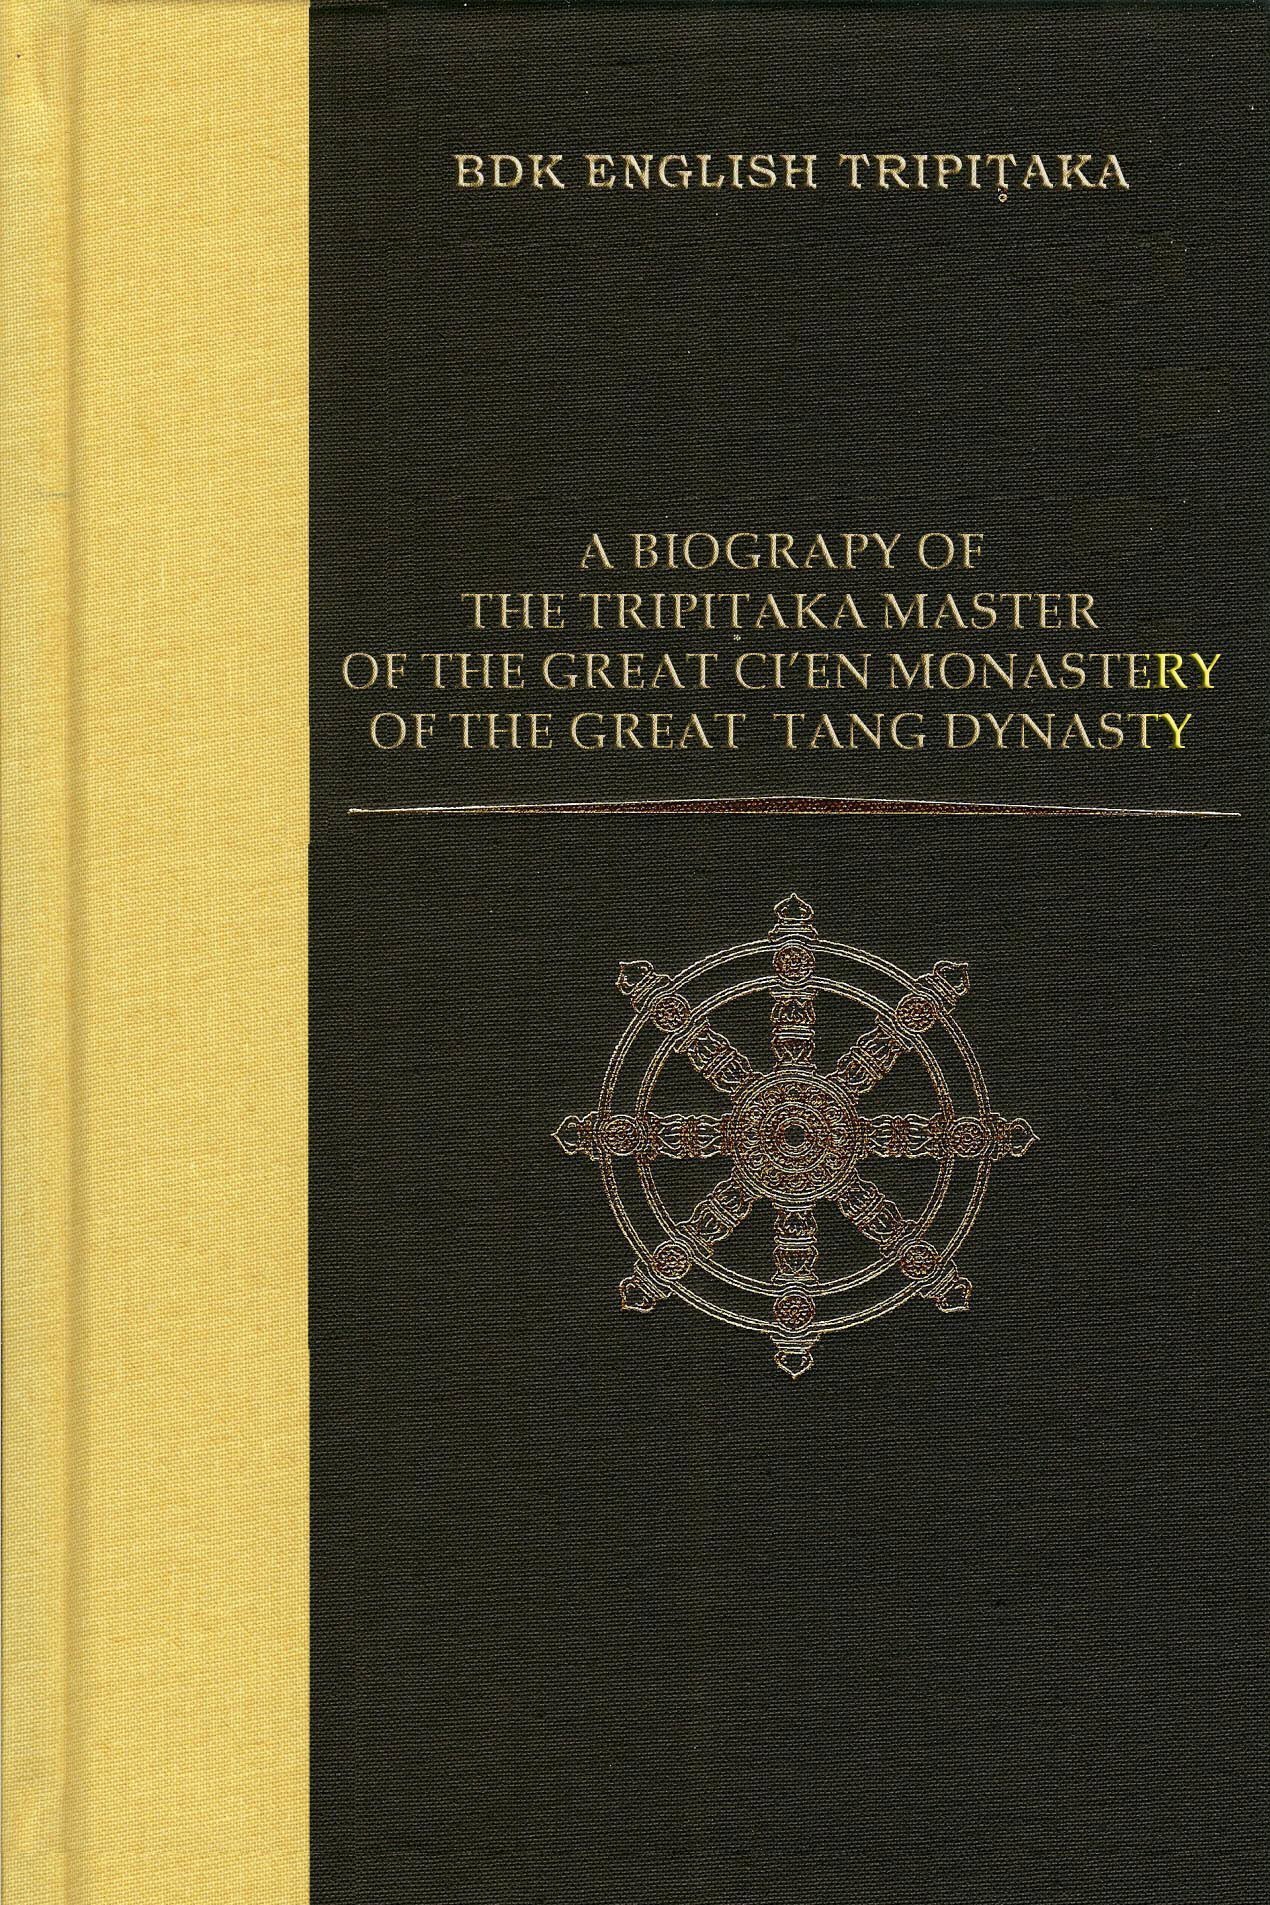 BDK ENGLISH TRIPIṬAKA
A BIOGRAPY OF
THE TRIPIṬAKA MASTER
OF THE GREAT CI'EN MONASTERY
OF THE GREAT TANG DYNASTY